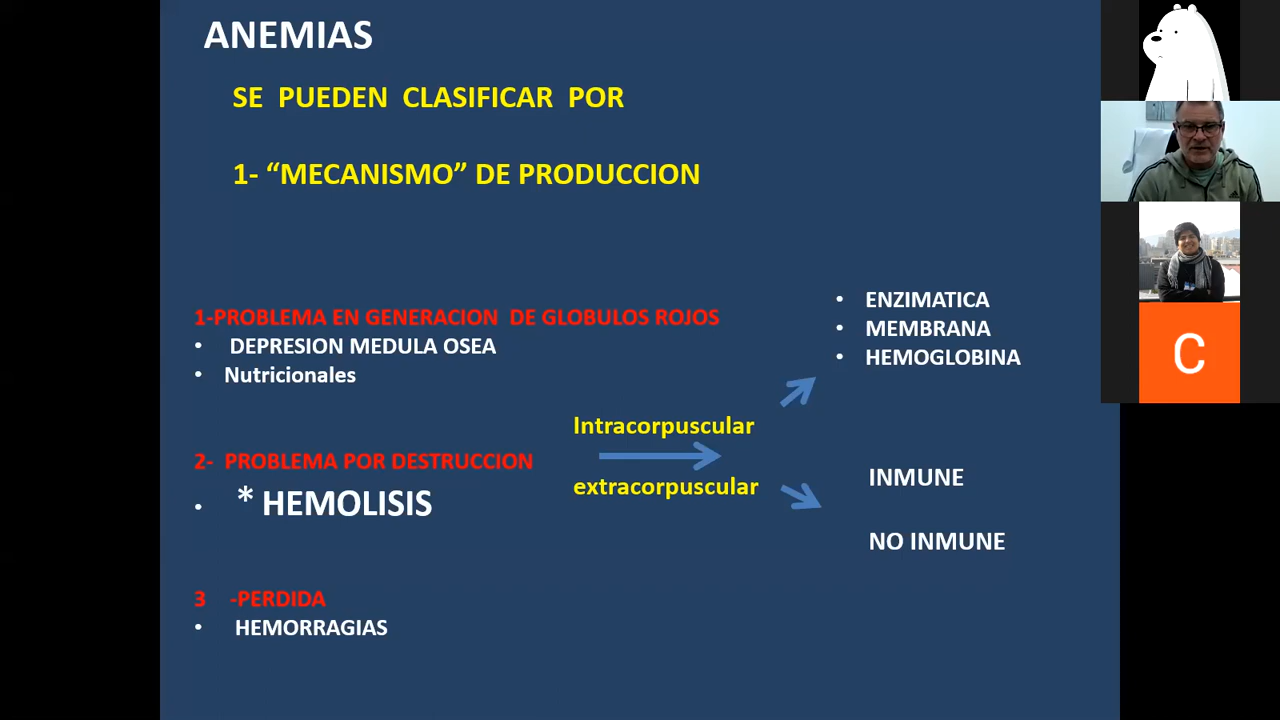 ANEMIAS
SE PUEDEN CLASIFICAR POR
1- “MECANISMO” DE PRODUCCION
1-PROBLEMA EN GENERACION DE GLOBULOS ROJOS
• DEPRESION MEDULA OSEA
• Nutricionales
2- PROBLEMA POR DESTRUCCION
• * HEMOLISIS
Intracorpuscular
extracorpuscular
• ENZIMATICA
• MEMBRANA
• HEMOGLOBINA
INMUNE
NO INMUNE
3 -PERDIDA
• HEMORRAGIAS
C